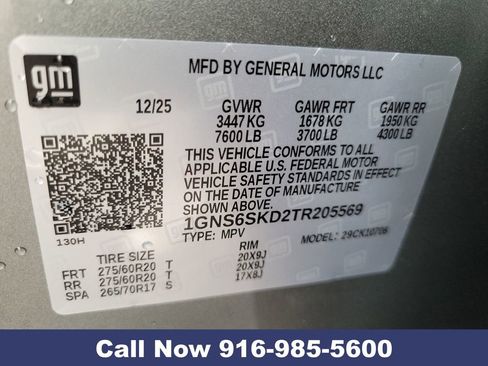 gm
MFD BY GENERAL MOTORS LLC
12/25 GVWR GAWR FRT GAWR RR
3447 KG 1678 KG 1950 KG
7600 LB 3700 LB 4300 LB
THIS VEHICLE CONFORMS TO ALL
APPLICABLE U.S. FEDERAL MOTOR
VEHICLE SAFETY STANDARDS IN EFFECT
ON THE DATE OF MANUFACTURE
SHOWN ABOVE.
1GNS6SKD2TR205569
130H TYPE: MPV MODEL: 29CK10706
TIRE SIZE RIM
FRT 275/60R20 T 20X9J
RR 275/60R20 T 20X9J
SPA 265/70R17 S 17X8J
Call Now 916-985-5600